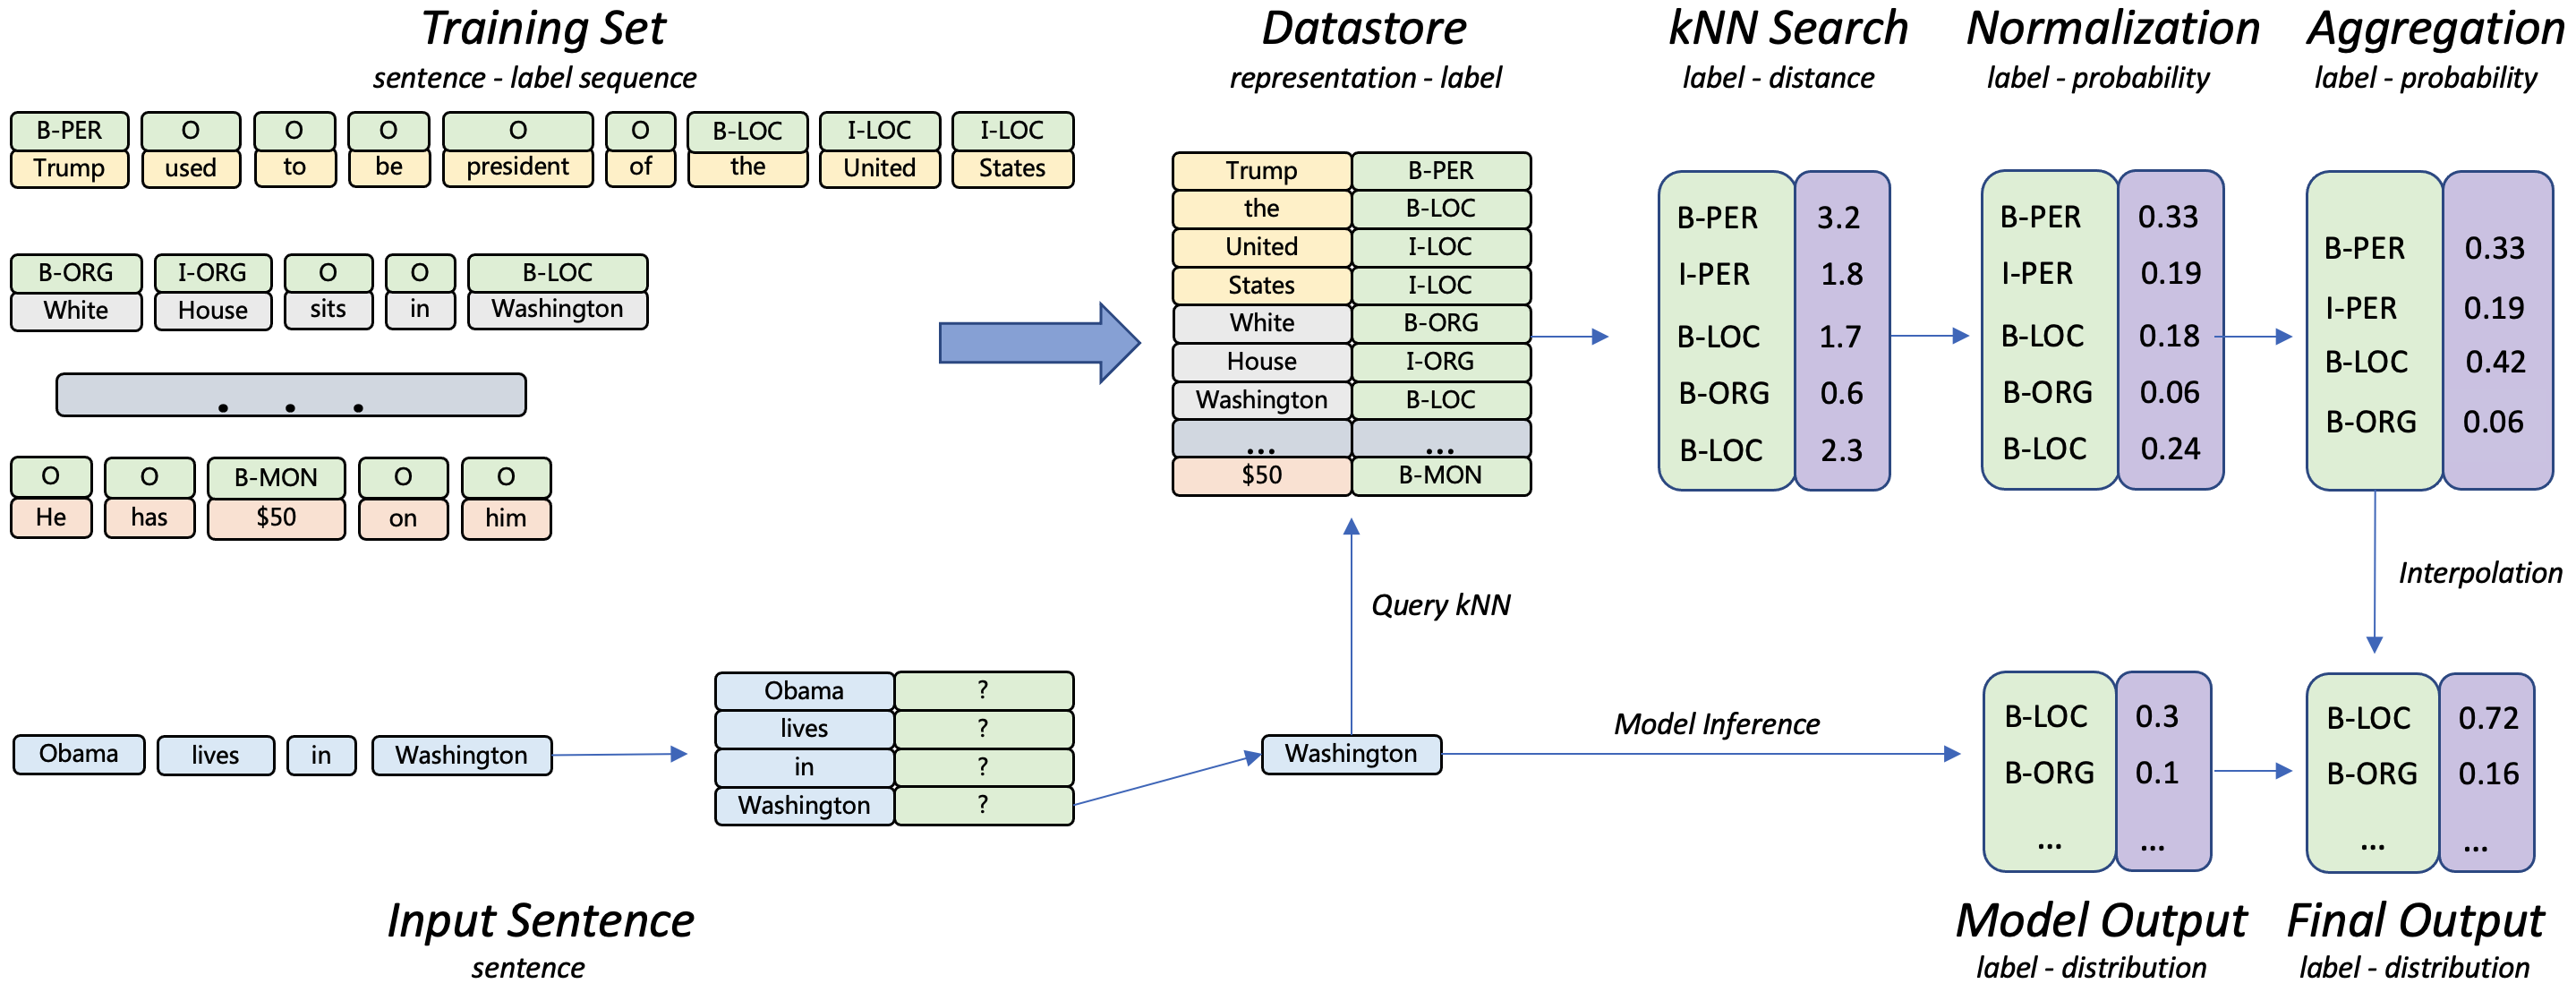 Training Set
sentence - label sequence
B-PER O O O O O B-LOC I-LOC I-LOC
Trump used to be president of the United States
B-ORG I-ORG O O B-LOC
White House sits in Washington
. . .
O O B-MON O O
He has $50 on him
Datastore
representation - label
Trump B-PER
the B-LOC
United I-LOC
States I-LOC
White B-ORG
House I-ORG
Washington B-LOC
... ...
$50 B-MON
kNN Search
label - distance
B-PER 3.2
I-PER 1.8
B-LOC 1.7
B-ORG 0.6
B-LOC 2.3
Normalization
label - probability
B-PER 0.33
I-PER 0.19
B-LOC 0.18
B-ORG 0.06
B-LOC 0.24
Aggregation
label - probability
B-PER 0.33
I-PER 0.19
B-LOC 0.42
B-ORG 0.06
Interpolation
Query kNN
Obama lives in Washington
Obama ?
lives ?
in ?
Washington ?
Washington
Model Inference
B-LOC 0.3
B-ORG 0.1
... ...
B-LOC 0.72
B-ORG 0.16
... ...
Input Sentence
sentence
Model Output
label - distribution
Final Output
label - distribution